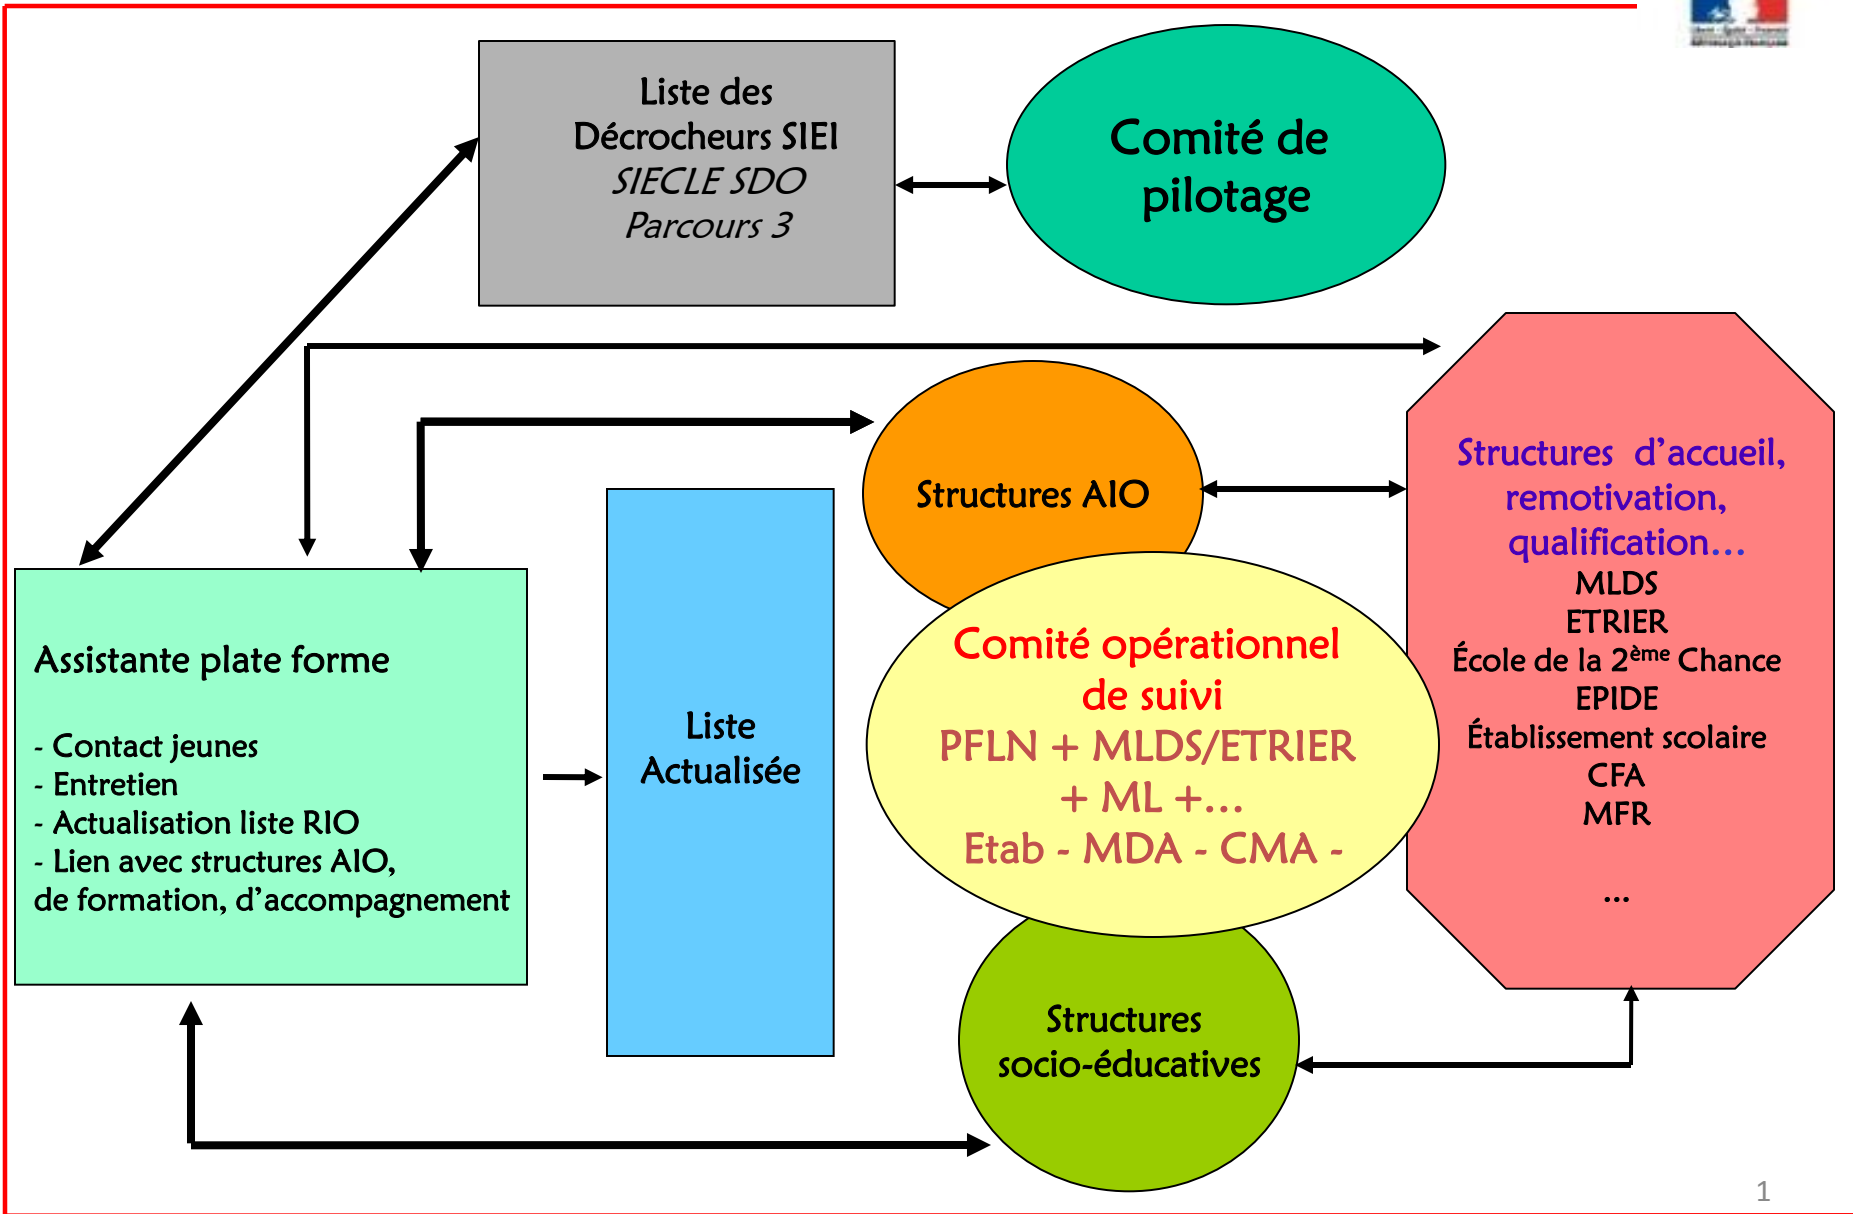 Liste des
Décrocheurs SIEI
SIECLE SDO
Parcours 3
Comité de
pilotage
Structures AIO
Structures d’accueil,
remotivation,
qualification...
MLDS
ETRIER
École de la 2ème Chance
EPIDE
Établissement scolaire
CFA
MFR
...
Assistante plate forme
- Contact jeunes
- Entretien
- Actualisation liste RIO
- Lien avec structures AIO,
de formation, d’accompagnement
Liste
Actualisée
Comité opérationnel
de suivi
PFLN + MLDS/ETRIER
+ ML +...
Etab - MDA - CMA -
Structures
socio-éducatives
1